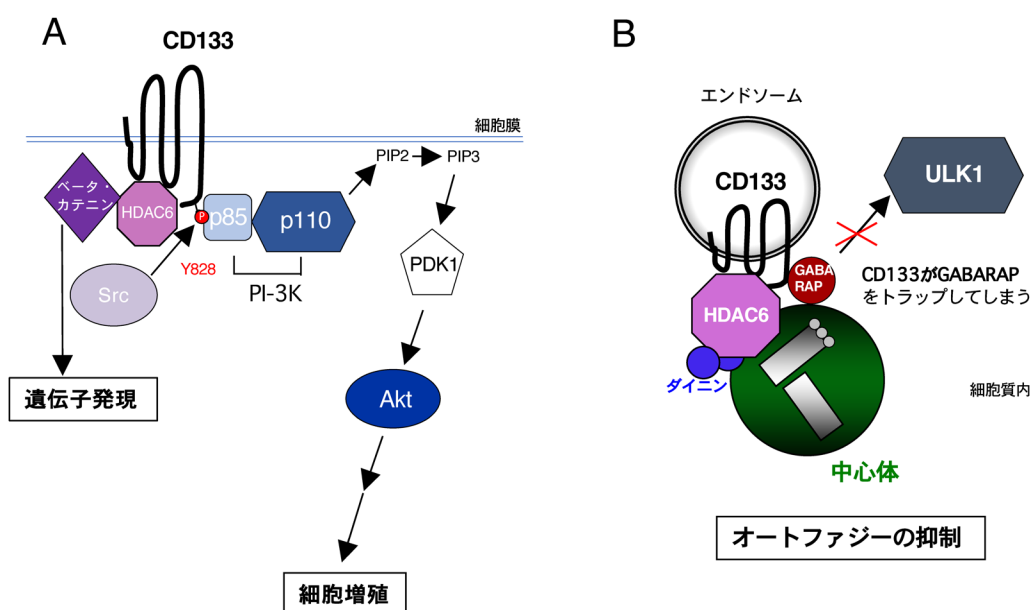 A
CD133
細胞膜
PIP2
PIP3
ベータ・
カテニン
HDAC6
P
p85
p110
Y828
PI-3K
Src
PDK1
遺伝子発現
Akt
細胞増殖
B
エンドソーム
CD133
ULK1
GABA
RAP
CD133がGABARAP
をトラップしてしまう
HDAC6
ダイニン
細胞質内
中心体
オートファジーの抑制